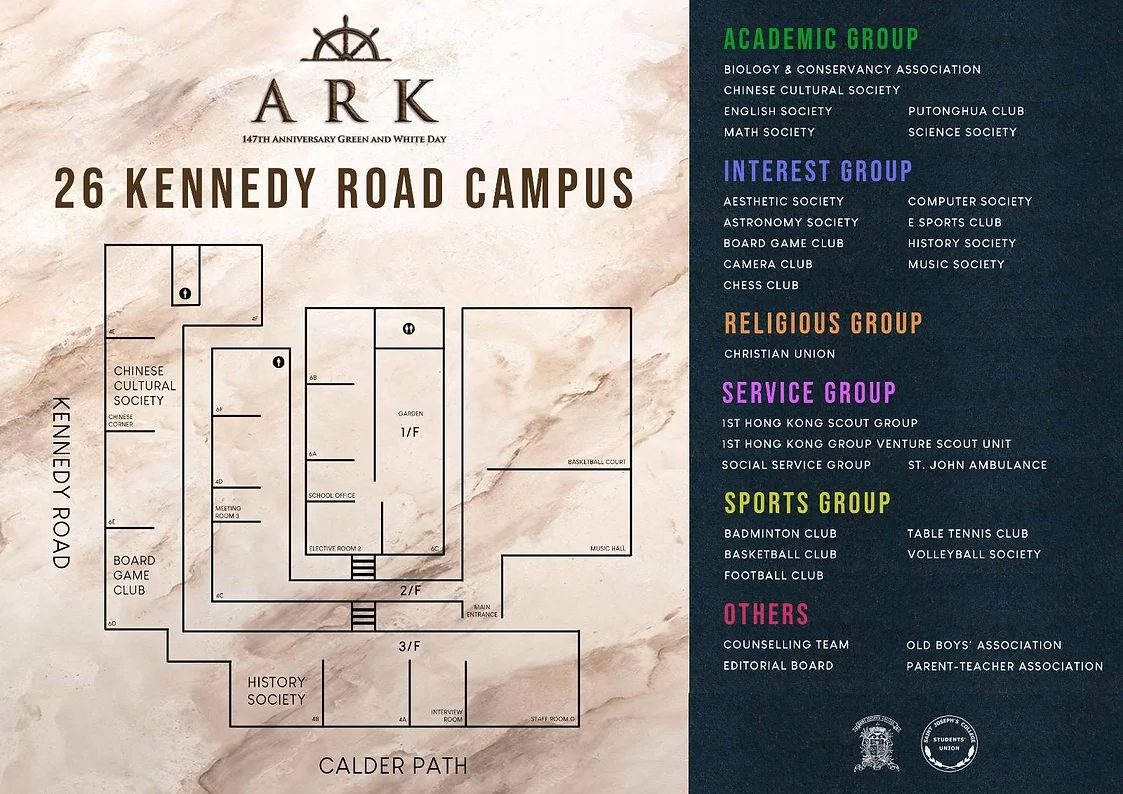 ARK
147TH ANNIVERSARY GREEN AND WHITE DAY
26 KENNEDY ROAD CAMPUS
4E
4F
CHINESE
CULTURAL
SOCIETY
CHINESE
CORNER
6E
BOARD
GAME
CLUB
6D
KENNEDY ROAD
6F
4D
MEETING
ROOM 3
4C
6B
6A
SCHOOL OFFICE
ELECTIVE ROOM 2
6C
GARDEN
1/F
BASKETBALL COURT
MUSIC HALL
2/F
MAIN
ENTRANCE
3/F
HISTORY
SOCIETY
4B
4A
INTERVIEW
ROOM
STAFF ROOM G
CALDER PATH
ACADEMIC GROUP
BIOLOGY & CONSERVANCY ASSOCIATION
CHINESE CULTURAL SOCIETY
ENGLISH SOCIETY PUTONGHUA CLUB
MATH SOCIETY SCIENCE SOCIETY
INTEREST GROUP
AESTHETIC SOCIETY COMPUTER SOCIETY
ASTRONOMY SOCIETY E SPORTS CLUB
BOARD GAME CLUB HISTORY SOCIETY
CAMERA CLUB MUSIC SOCIETY
CHESS CLUB
RELIGIOUS GROUP
CHRISTIAN UNION
SERVICE GROUP
1ST HONG KONG SCOUT GROUP
1ST HONG KONG GROUP VENTURE SCOUT UNIT
SOCIAL SERVICE GROUP ST. JOHN AMBULANCE
SPORTS GROUP
BADMINTON CLUB TABLE TENNIS CLUB
BASKETBALL CLUB VOLLEYBALL SOCIETY
FOOTBALL CLUB
OTHERS
COUNSELLING TEAM OLD BOYS' ASSOCIATION
EDITORIAL BOARD PARENT-TEACHER ASSOCIATION
SAINT JOSEPH'S COLLEGE
STUDENTS'
UNION